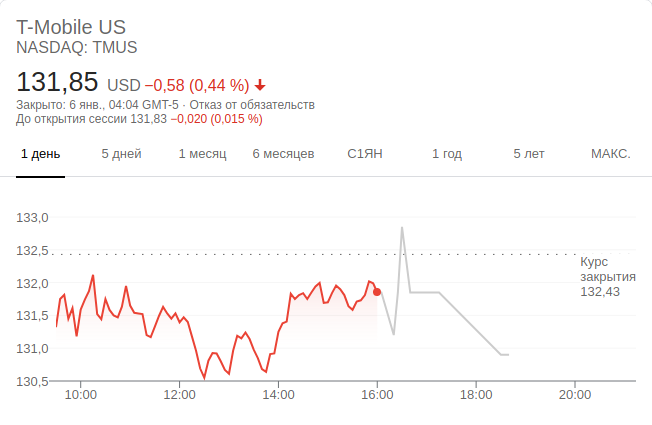 T-Mobile US
NASDAQ: TMUS
131,85 USD −0,58 (0,44 %)
Закрыто: 6 янв., 04:04 GMT-5 · Отказ от обязательств
До открытия сессии 131,83 −0,020 (0,015 %)
1 день 5 дней 1 месяц 6 месяцев С1ЯН 1 год 5 лет МАКС.
133,0
132,5
Курс
закрытия
132,43
132,0
131,5
131,0
130,5
10:00 12:00 14:00 16:00 18:00 20:00